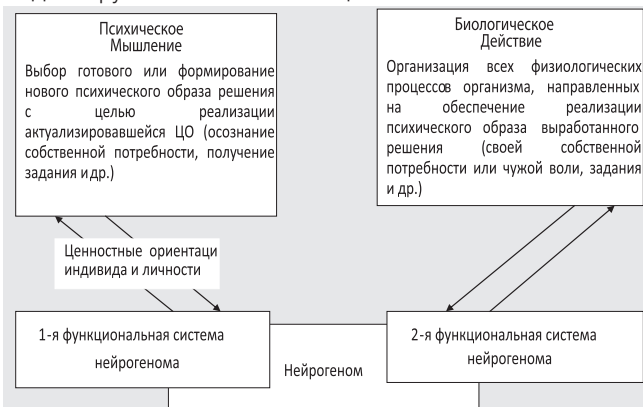 Психическое
Мышление
Выбор готового или формирование
нового психического образа решения
с целью реализации
актуализировавшейся ЦО (осознание
собственной потребности, получение
задания и др.)
Биологическое
Действие
Организация всех физиологических
процессов организма, направленных
на обеспечение реализации
психического образа выработанного
решения (своей собственной
потребности или чужой воли, задания
и др.)
Ценностные ориентаци
индивида и личности
1-я функциональная система
нейрогенома
Нейрогеном
2-я функциональная система
нейрогенома